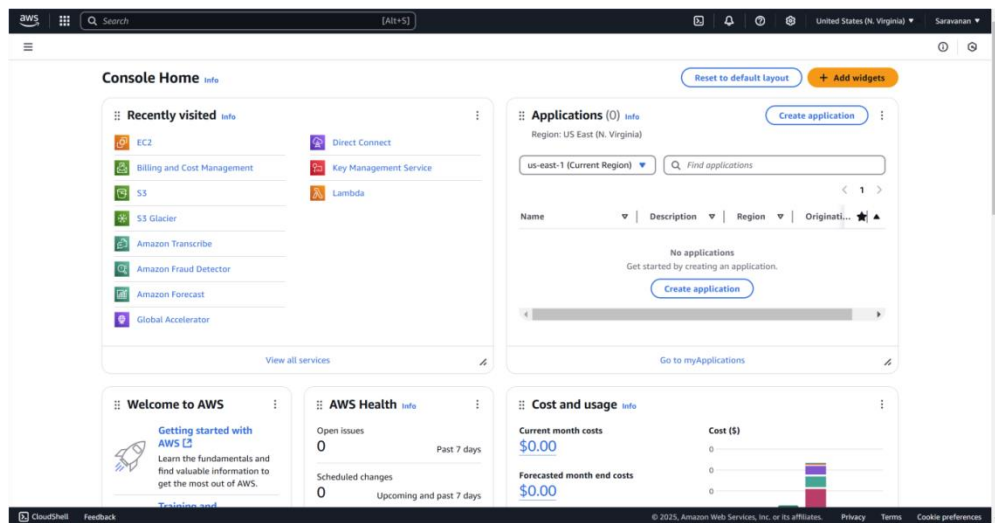 aws
Search [Alt+S]
United States (N. Virginia) ▼ Saravanan ▼
Console Home Info
Reset to default layout
+ Add widgets
Recently visited Info
EC2
Billing and Cost Management
S3
S3 Glacier
Amazon Transcribe
Amazon Fraud Detector
Amazon Forecast
Global Accelerator
Direct Connect
Key Management Service
Lambda
View all services
Applications (0) Info
Create application
Region: US East (N. Virginia)
us-east-1 (Current Region) ▼
Find applications
< 1 >
Name Description Region Originati...
No applications
Get started by creating an application.
Create application
Go to myApplications
Welcome to AWS
Getting started with
AWS
Learn the fundamentals and
find valuable information to
get the most out of AWS.
Training and
AWS Health Info
Open issues
0 Past 7 days
Scheduled changes
0 Upcoming and past 7 days
Cost and usage Info
Current month costs
$0.00
Forecasted month end costs
$0.00
Cost ($)
0
0
0
CloudShell Feedback
© 2025, Amazon Web Services, Inc. or its affiliates. Privacy Terms Cookie preferences